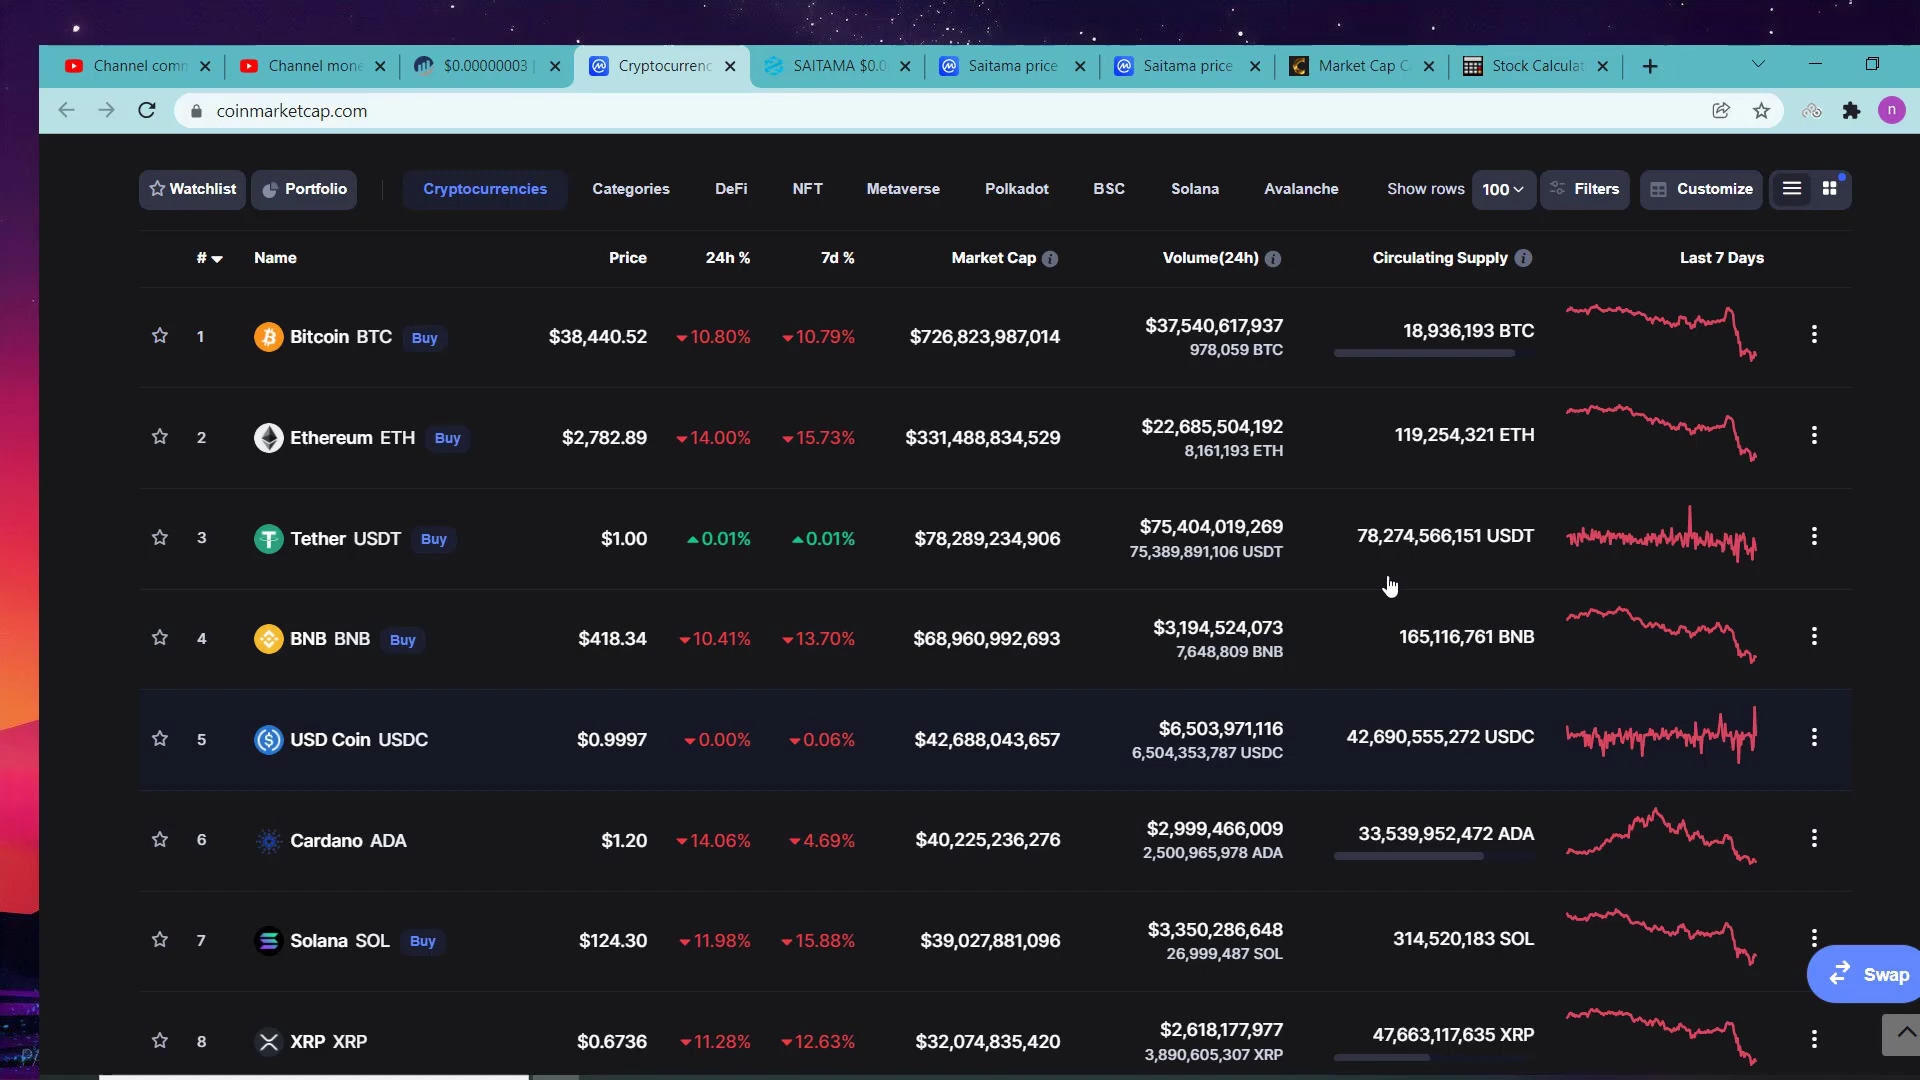 Channel comm
Channel mone
$0.00000003 |
Cryptocurrenc
SAITAMA $0.0
Saitama price
Saitama price
Market Cap C
Stock Calculat
coinmarketcap.com
n
Watchlist
Portfolio
Cryptocurrencies
Categories
DeFi
NFT
Metaverse
Polkadot
BSC
Solana
Avalanche
Show rows
100
Filters
Customize
# Name Price 24h % 7d % Market Cap Volume(24h) Circulating Supply Last 7 Days
1 Bitcoin BTC Buy $38,440.52 10.80% 10.79% $726,823,987,014 $37,540,617,937 18,936,193 BTC
978,059 BTC
2 Ethereum ETH Buy $2,782.89 14.00% 15.73% $331,488,834,529 $22,685,504,192 119,254,321 ETH
8,161,193 ETH
3 Tether USDT Buy $1.00 0.01% 0.01% $78,289,234,906 $75,404,019,269 78,274,566,151 USDT
75,389,891,106 USDT
4 BNB BNB Buy $418.34 10.41% 13.70% $68,960,992,693 $3,194,524,073 165,116,761 BNB
7,648,809 BNB
5 USD Coin USDC $0.9997 0.00% 0.06% $42,688,043,657 $6,503,971,116 42,690,555,272 USDC
6,504,353,787 USDC
6 Cardano ADA $1.20 14.06% 4.69% $40,225,236,276 $2,999,466,009 33,539,952,472 ADA
2,500,965,978 ADA
7 Solana SOL Buy $124.30 11.98% 15.88% $39,027,881,096 $3,350,286,648 314,520,183 SOL
26,999,487 SOL
Swap
8 XRP XRP $0.6736 11.28% 12.63% $32,074,835,420 $2,618,177,977 47,663,117,635 XRP
3,890,605,307 XRP